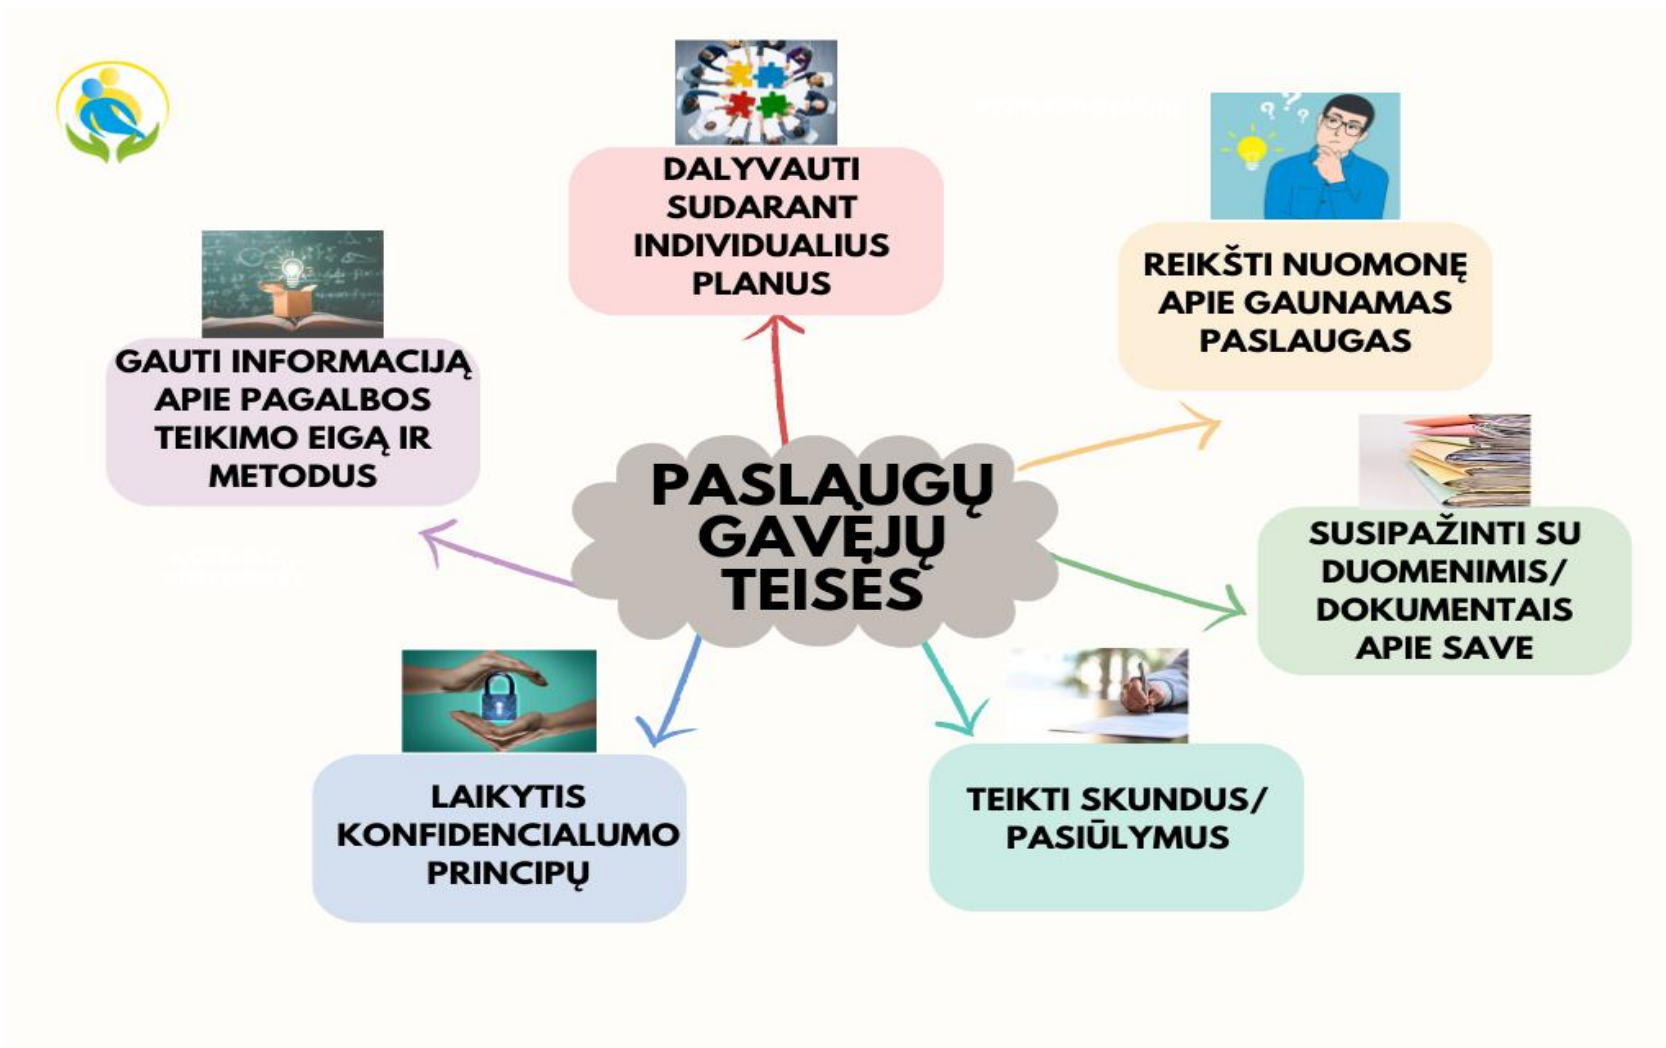 DALYVAUTI
SUDARANT
INDIVIDUALIUS
PLANUS
REIKŠTI NUOMONĘ
APIE GAUNAMAS
PASLAUGAS
GAUTI INFORMACIJĄ
APIE PAGALBOS
TEIKIMO EIGĄ IR
METODUS
PASLAUGŲ
GAVĖJŲ
TEISĖS
SUSIPAŽINTI SU
DUOMENIMIS/
DOKUMENTAIS
APIE SAVE
LAIKYTIS
KONFIDENCIALUMO
PRINCIPŲ
TEIKTI SKUNDUS/
PASIŪLYMUS